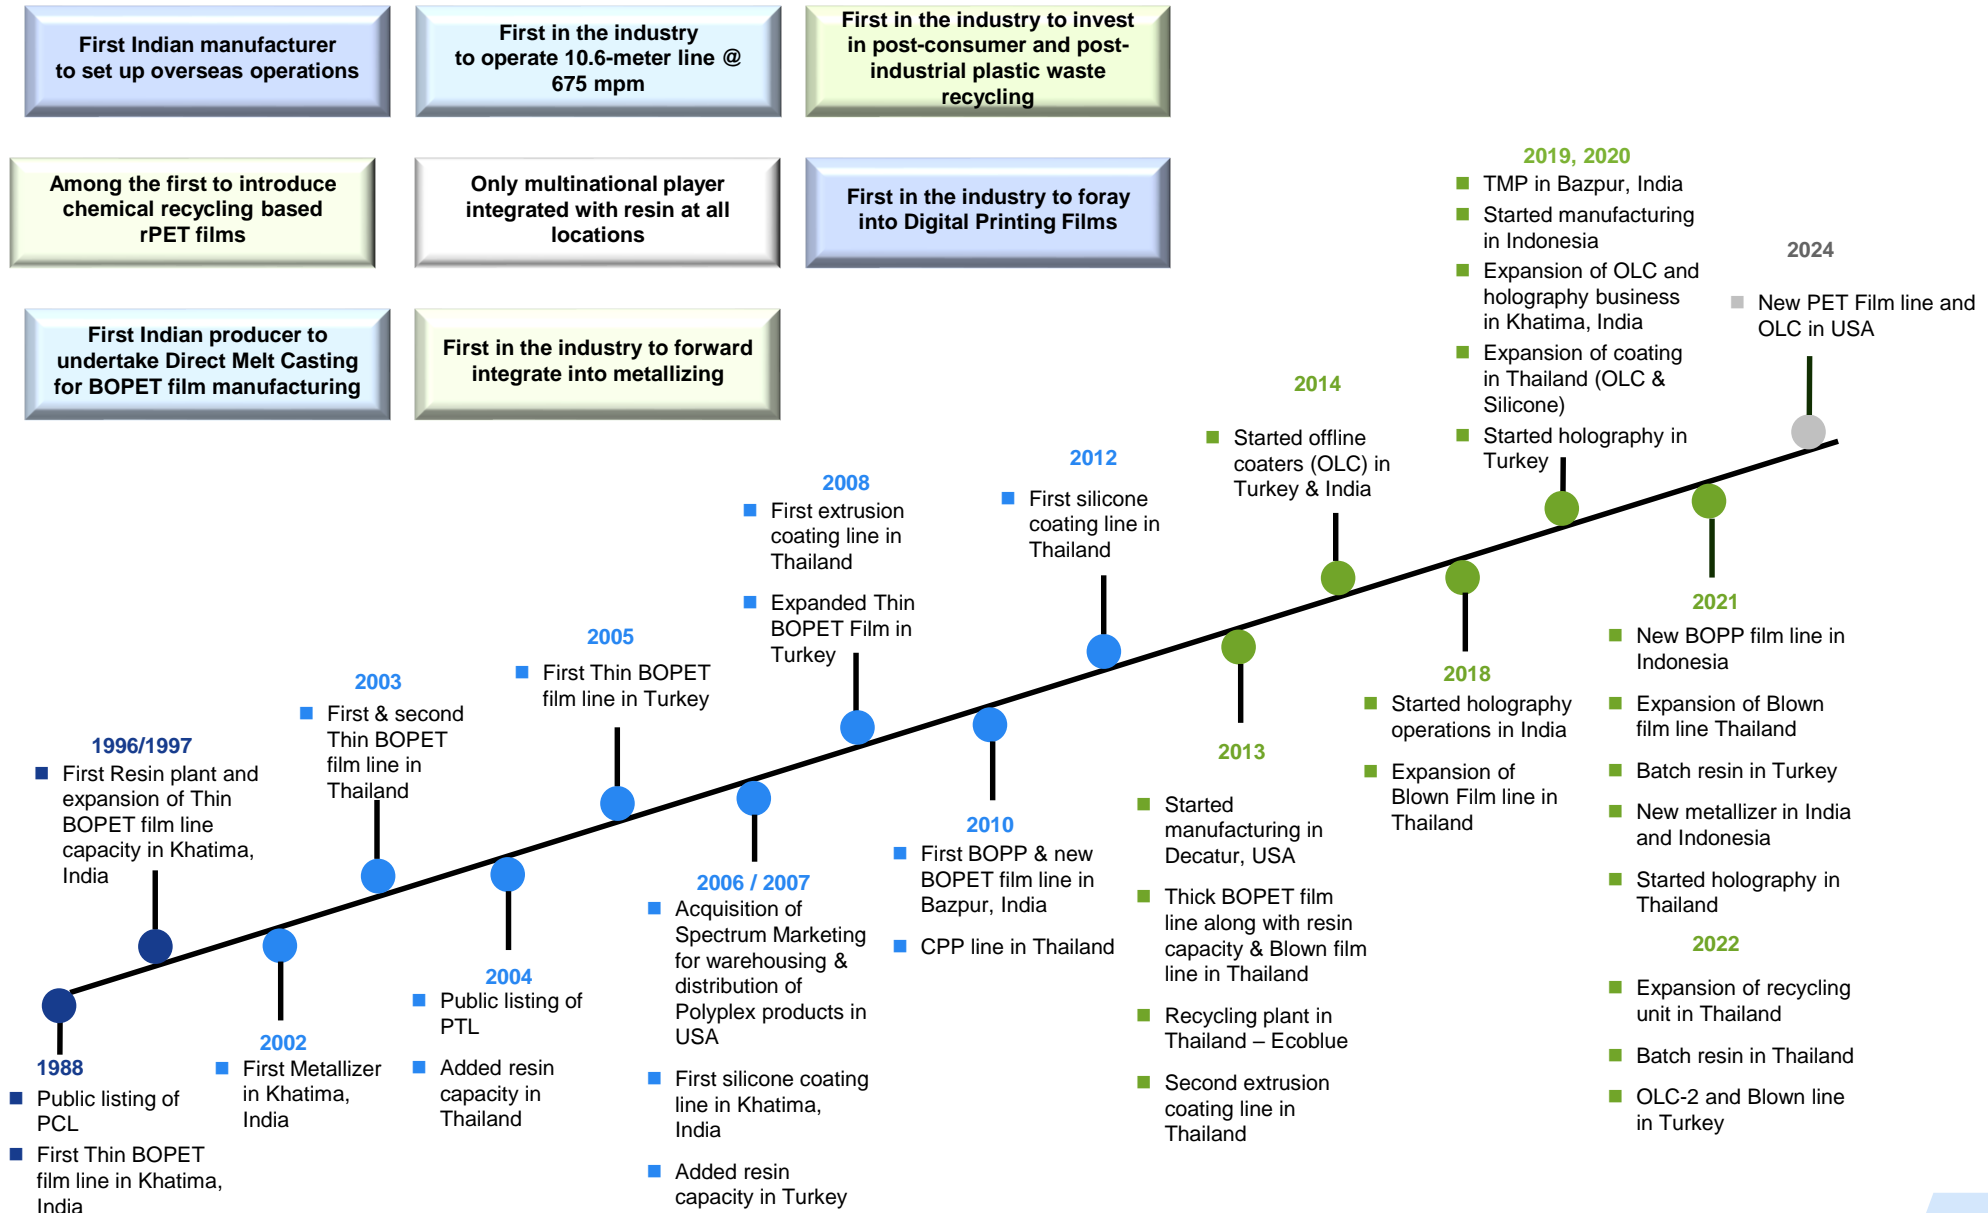 First Indian manufacturer
to set up overseas operations
First in the industry
to operate 10.6-meter line @
675 mpm
First in the industry to invest
in post-consumer and post-
industrial plastic waste
recycling
Among the first to introduce
chemical recycling based
rPET films
Only multinational player
integrated with resin at all
locations
First in the industry to foray
into Digital Printing Films
First Indian producer to
undertake Direct Melt Casting
for BOPET film manufacturing
First in the industry to forward
integrate into metallizing
1988
Public listing of
PCL
First Thin BOPET
film line in Khatima,
India
1996/1997
First Resin plant and
expansion of Thin
BOPET film line
capacity in Khatima,
India
2002
First Metallizer
in Khatima,
India
2003
First & second
Thin BOPET
film line in
Thailand
2004
Public listing of
PTL
Added resin
capacity in
Thailand
2005
First Thin BOPET
film line in Turkey
2006 / 2007
Acquisition of
Spectrum Marketing
for warehousing &
distribution of
Polyplex products in
USA
First silicone coating
line in Khatima,
India
Added resin
capacity in Turkey
2008
First extrusion
coating line in
Thailand
Expanded Thin
BOPET Film in
Turkey
2010
First BOPP & new
BOPET film line in
Bazpur, India
CPP line in Thailand
2012
First silicone
coating line in
Thailand
2013
Started
manufacturing in
Decatur, USA
Thick BOPET film
line along with resin
capacity & Blown film
line in Thailand
Recycling plant in
Thailand – Ecoblue
Second extrusion
coating line in
Thailand
2014
Started offline
coaters (OLC) in
Turkey & India
2018
Started holography
operations in India
Expansion of
Blown Film line in
Thailand
2019, 2020
TMP in Bazpur, India
Started manufacturing
in Indonesia
Expansion of OLC and
holography business
in Khatima, India
Expansion of coating
in Thailand (OLC &
Silicone)
Started holography in
Turkey
2021
New BOPP film line in
Indonesia
Expansion of Blown
film line Thailand
Batch resin in Turkey
New metallizer in India
and Indonesia
Started holography in
Thailand
2022
Expansion of recycling
unit in Thailand
Batch resin in Thailand
OLC-2 and Blown line
in Turkey
2024
New PET Film line and
OLC in USA